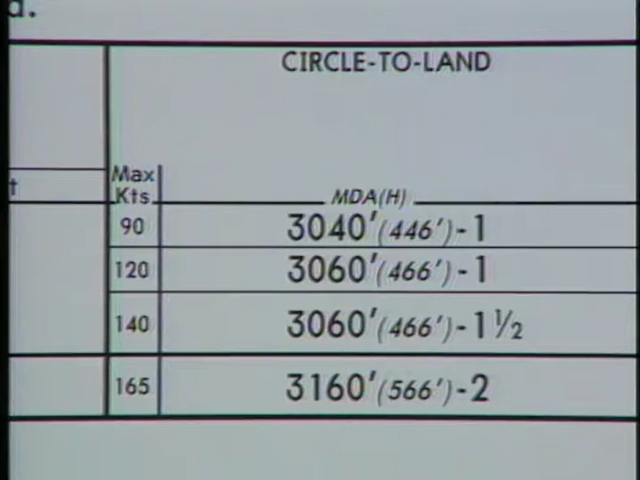 d.
CIRCLE-TO-LAND
Max
Kts
t
MDA(H)
90 3040'(446')-1
120 3060'(466')-1
140 3060'(466')-1½
165 3160'(566')-2